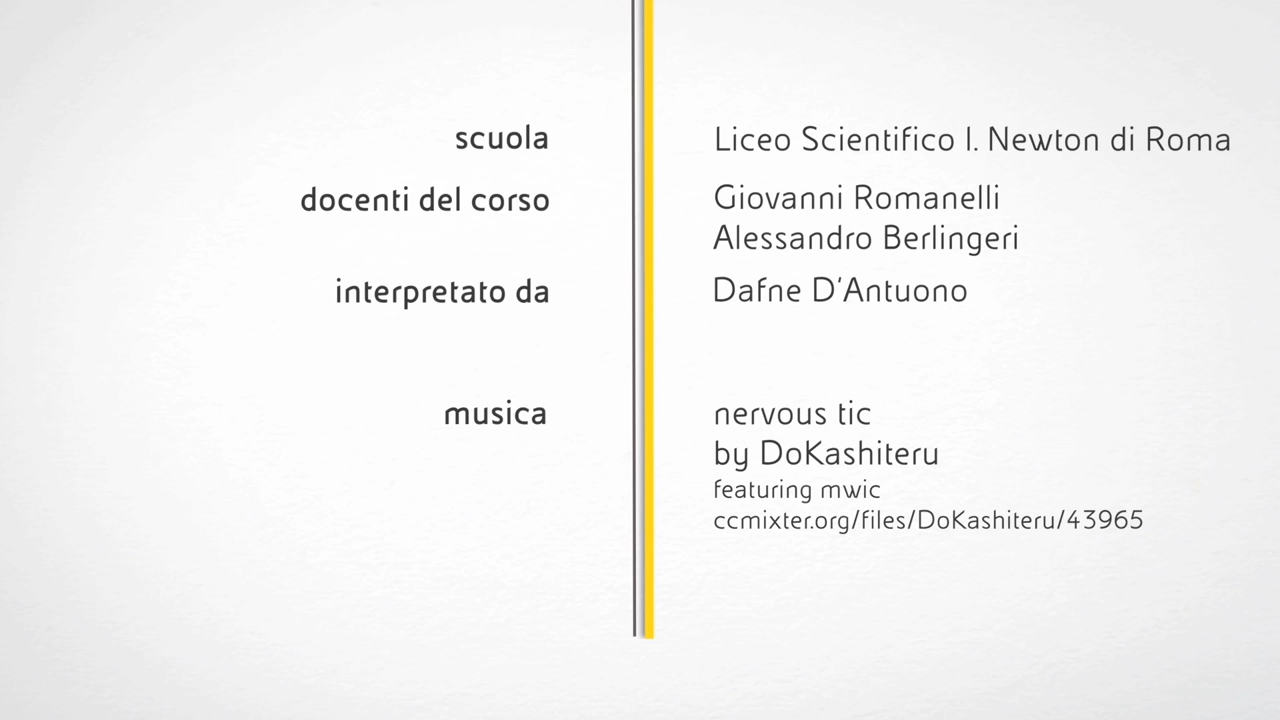 scuola Liceo Scientifico I. Newton di Roma
docenti del corso Giovanni Romanelli
Alessandro Berlingeri
interpretato da Dafne D'Antuono
musica nervous tic
by DoKashiteru
featuring mwic
ccmixter.org/files/DoKashiteru/43965